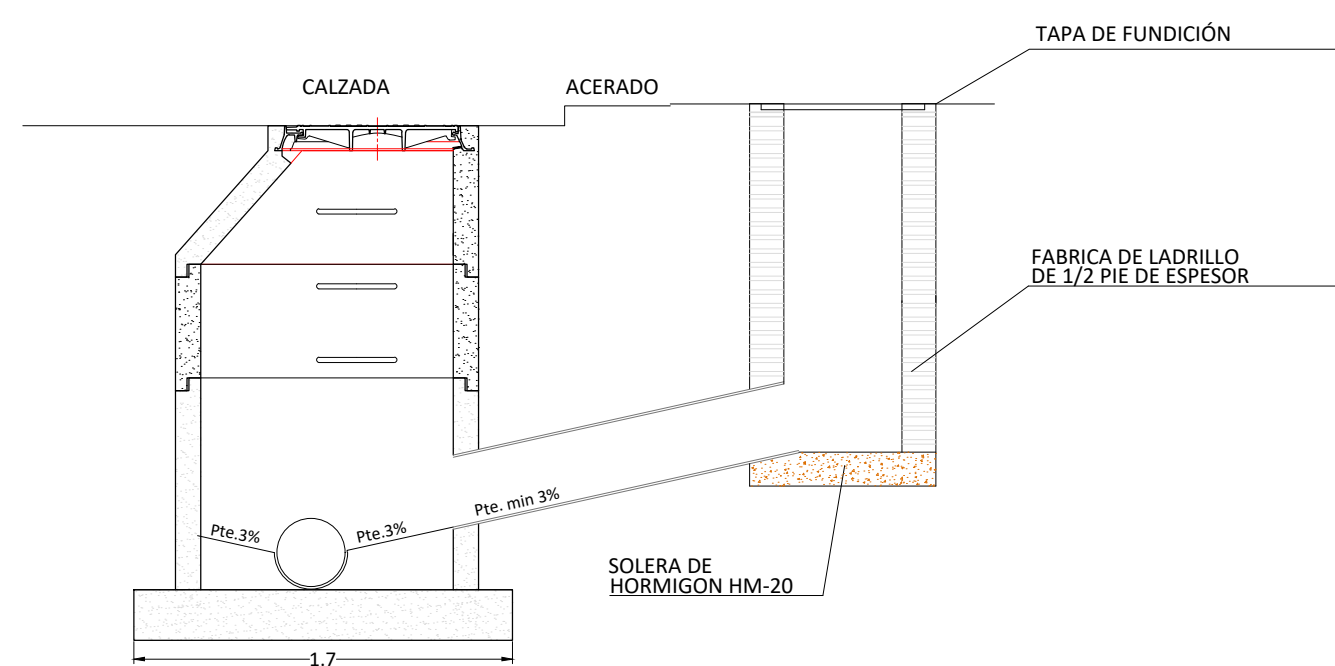 TAPA DE FUNDICIÓN
CALZADA
ACERADO
FABRICA DE LADRILLO
DE 1/2 PIE DE ESPESOR
Pte.3%
Pte.3%
Pte. min 3%
SOLERA DE
HORMIGON HM-20
1.7